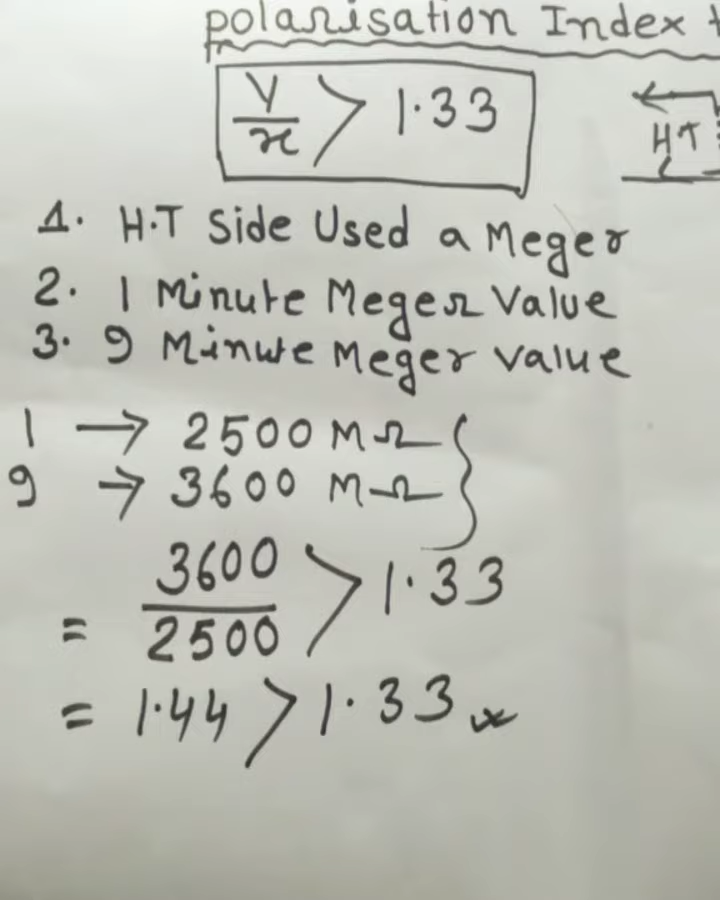 polarisation Index
y/x > 1.33
HT
1. H.T Side Used a Meger
2. 1 Minute Meger Value
3. 9 Minute Meger Value
1 → 2500 MΩ
9 → 3600 MΩ
= 3600/2500 > 1.33
= 1.44 > 1.33